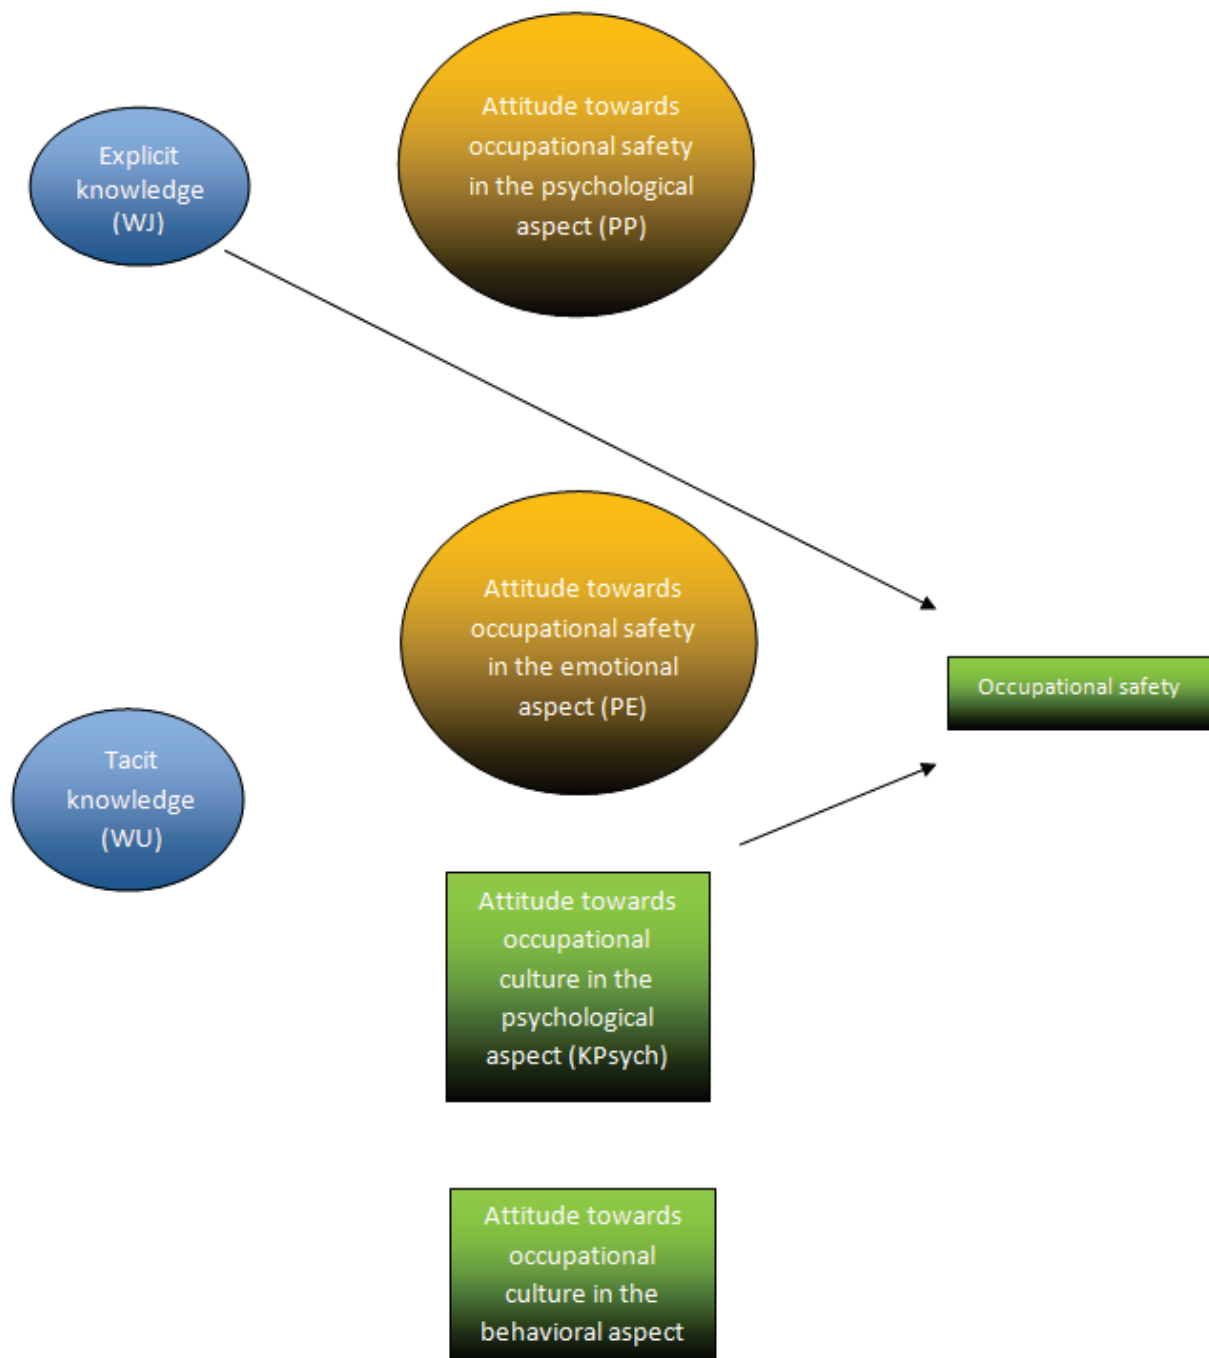 Attitude towards
occupational safety
in the psychological
aspect (PP)
Explicit
knowledge
(WJ)
Attitude towards
occupational safety
in the emotional
aspect (PE)
Occupational safety
Tacit
knowledge
(WU)
Attitude towards
occupational
culture in the
psychological
aspect (KPsych)
Attitude towards
occupational
culture in the
behavioral aspect